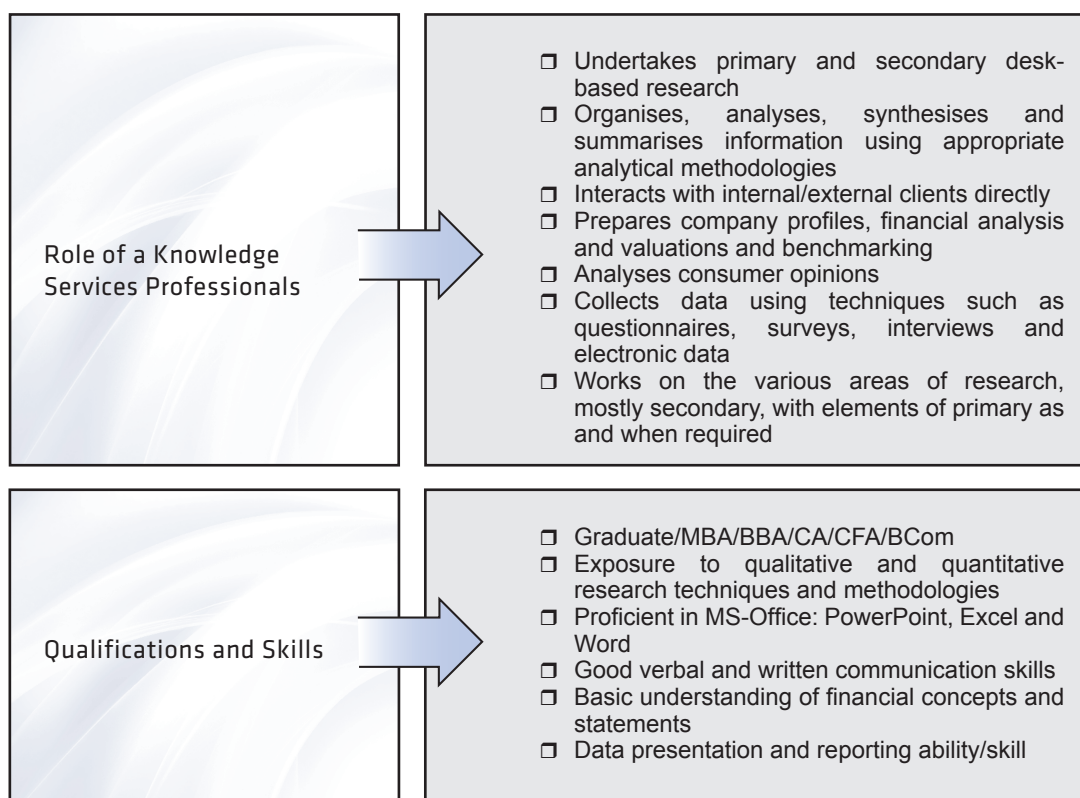 Role of a Knowledge
Services Professionals
❒ Undertakes primary and secondary desk-
based research
❒ Organises, analyses, synthesises and
summarises information using appropriate
analytical methodologies
❒ Interacts with internal/external clients directly
❒ Prepares company profiles, financial analysis
and valuations and benchmarking
❒ Analyses consumer opinions
❒ Collects data using techniques such as
questionnaires, surveys, interviews and
electronic data
❒ Works on the various areas of research,
mostly secondary, with elements of primary as
and when required
Qualifications and Skills
❒ Graduate/MBA/BBA/CA/CFA/BCom
❒ Exposure to qualitative and quantitative
research techniques and methodologies
❒ Proficient in MS-Office: PowerPoint, Excel and
Word
❒ Good verbal and written communication skills
❒ Basic understanding of financial concepts and
statements
❒ Data presentation and reporting ability/skill